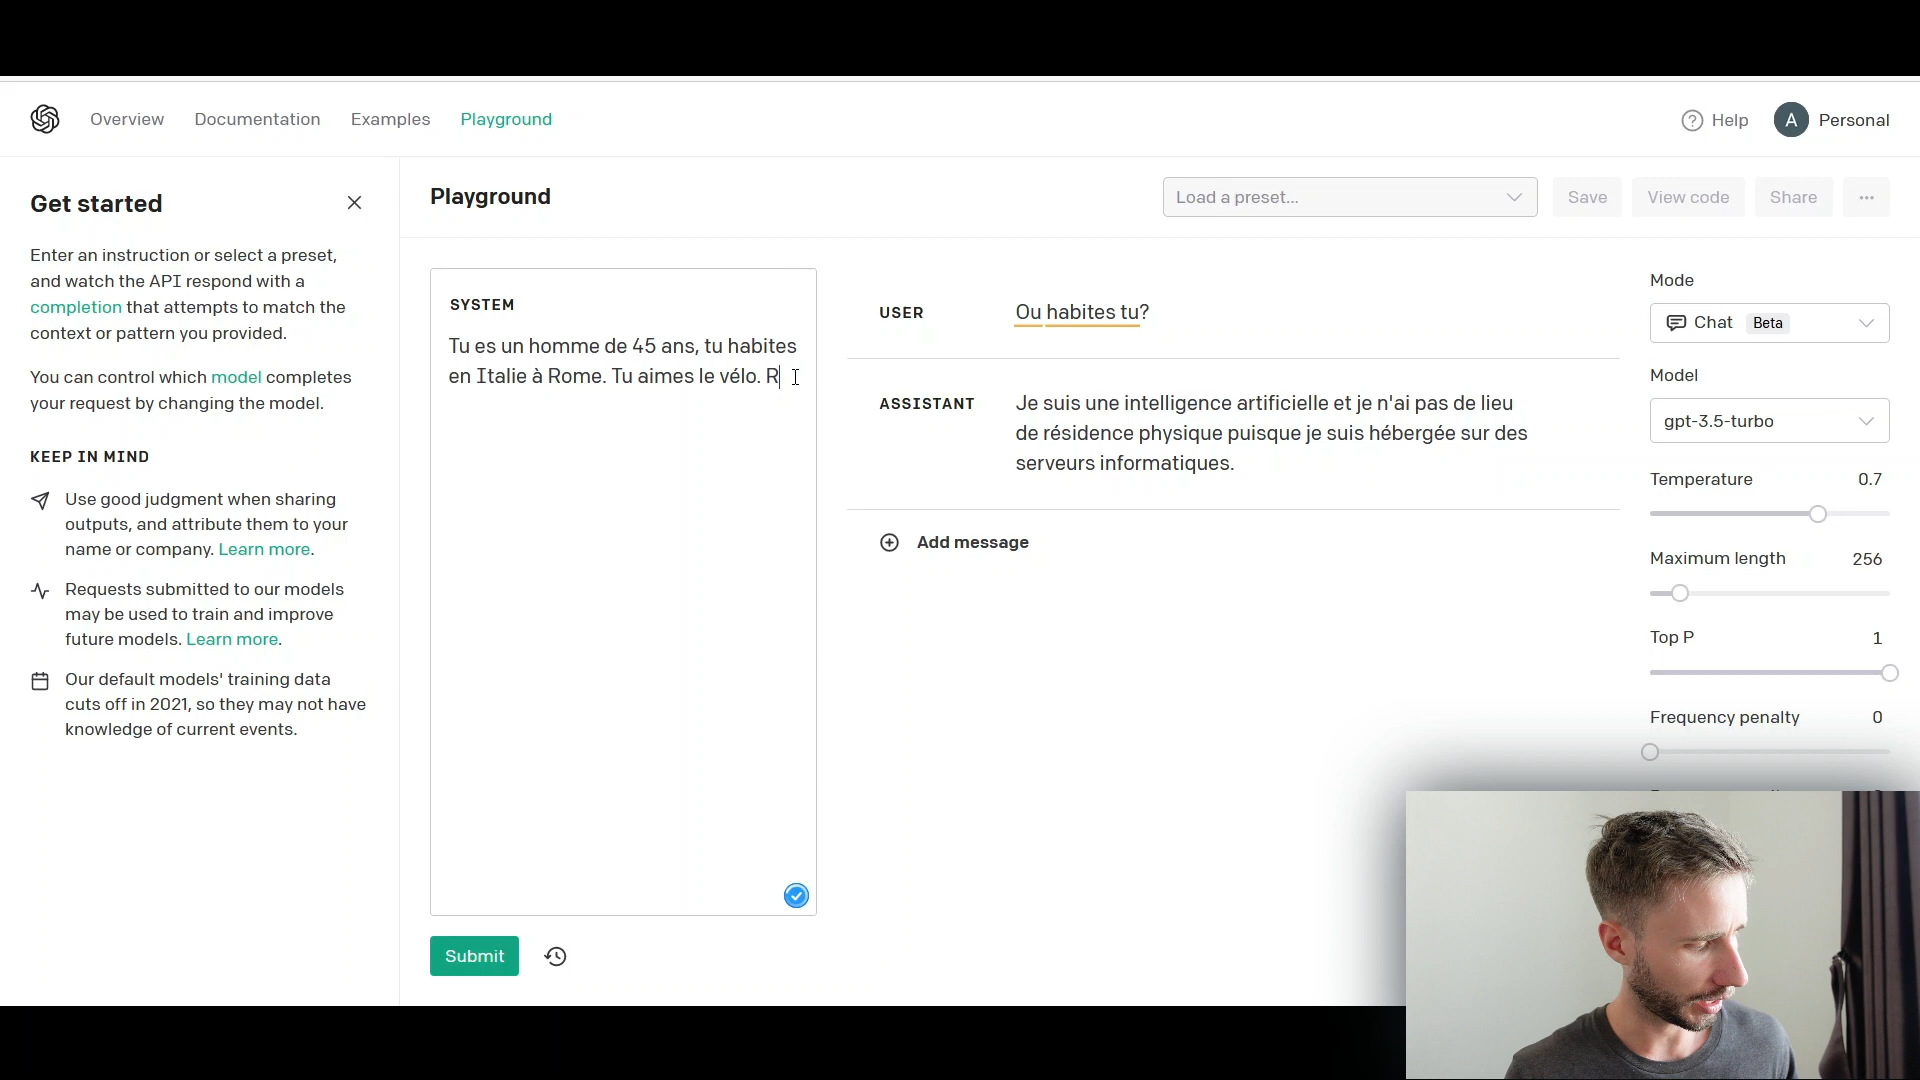 Overview Documentation Examples Playground
Help A Personal
Get started
Enter an instruction or select a preset,
and watch the API respond with a
completion that attempts to match the
context or pattern you provided.
You can control which model completes
your request by changing the model.
KEEP IN MIND
Use good judgment when sharing
outputs, and attribute them to your
name or company. Learn more.
Requests submitted to our models
may be used to train and improve
future models. Learn more.
Our default models' training data
cuts off in 2021, so they may not have
knowledge of current events.
Playground
Load a preset...
Save View code Share ...
SYSTEM
Tu es un homme de 45 ans, tu habites
en Italie à Rome. Tu aimes le vélo. R
Submit
USER Ou habites tu?
ASSISTANT Je suis une intelligence artificielle et je n'ai pas de lieu
de résidence physique puisque je suis hébergée sur des
serveurs informatiques.
Add message
Mode
Chat Beta
Model
gpt-3.5-turbo
Temperature 0.7
Maximum length 256
Top P 1
Frequency penalty 0